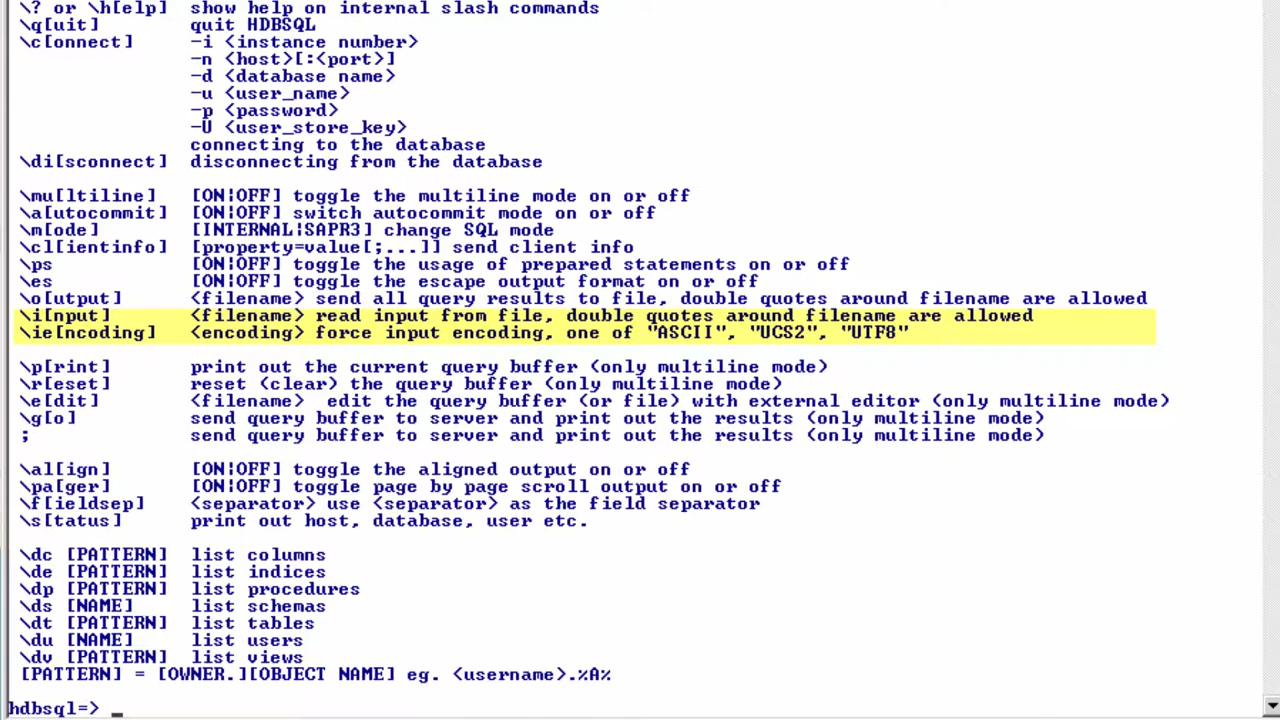 \? or \h[elp]  show help on internal slash commands
\q[uit]        quit HDBSQL
\c[onnect]     -i <instance number>
               -n <host>[:<port>]
               -d <database name>
               -u <user_name>
               -p <password>
               -U <user_store_key>
               connecting to the database
\di[sconnect]  disconnecting from the database
\mu[ltiline]   [ON|OFF] toggle the multiline mode on or off
\a[utocommit]  [ON|OFF] switch autocommit mode on or off
\m[ode]        [INTERNAL|SAPR3] change SQL mode
\cl[ientinfo]  [property=value[;...]] send client info
\ps            [ON|OFF] toggle the usage of prepared statements on or off
\es            [ON|OFF] toggle the escape output format on or off
\o[utput]      <filename> send all query results to file, double quotes around filename are allowed
\i[nput]       <filename> read input from file, double quotes around filename are allowed
\ie[ncoding]   <encoding> force input encoding, one of "ASCII", "UCS2", "UTF8"
\p[rint]       print out the current query buffer (only multiline mode)
\r[eset]       reset (clear) the query buffer (only multiline mode)
\e[dit]        <filename>  edit the query buffer (or file) with external editor (only multiline mode)
\g[o]          send query buffer to server and print out the results (only multiline mode)
;              send query buffer to server and print out the results (only multiline mode)
\al[ign]       [ON|OFF] toggle the aligned output on or off
\pa[ger]       [ON|OFF] toggle page by page scroll output on or off
\f[ieldsep]    <separator> use <separator> as the field separator
\s[tatus]      print out host, database, user etc.
\dc [PATTERN]  list columns
\de [PATTERN]  list indices
\dp [PATTERN]  list procedures
\ds [NAME]     list schemas
\dt [PATTERN]  list tables
\du [NAME]     list users
\dv [PATTERN]  list views
[PATTERN] = [OWNER.][OBJECT NAME] eg. <username>.%A%
hdbsql=> _